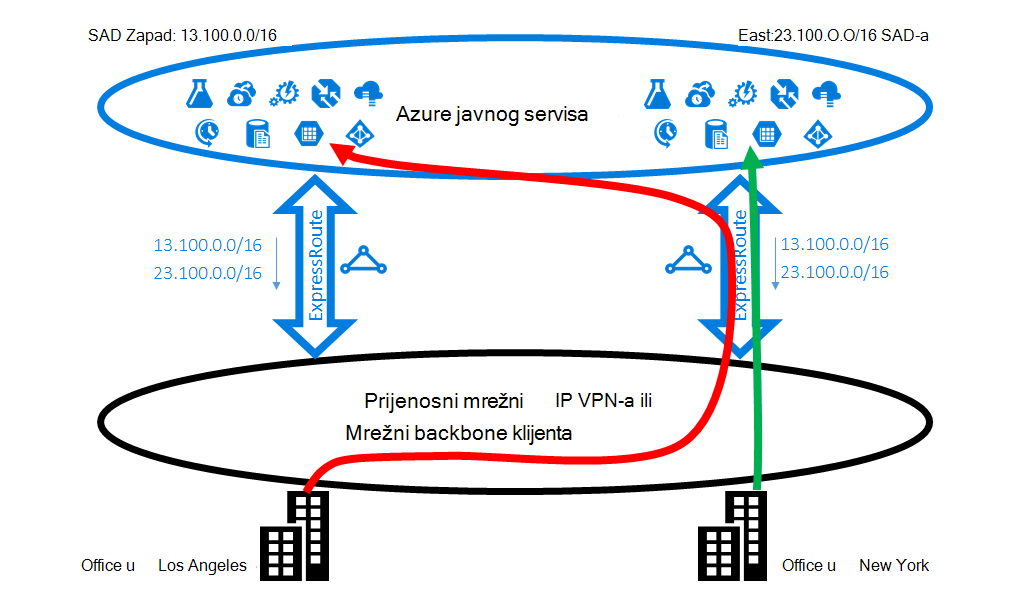 SAD Zapad: 13.100.0.0/16
East:23.100.O.O/16 SAD-a
Azure javnog servisa
13.100.0.0/16
23.100.0.0/16
ExpressRoute
ExpressRoute
13.100.0.0/16
23.100.0.0/16
Prijenosni mrežni IP VPN-a ili
Mrežni backbone klijenta
Office u Los Angeles
Office u New York